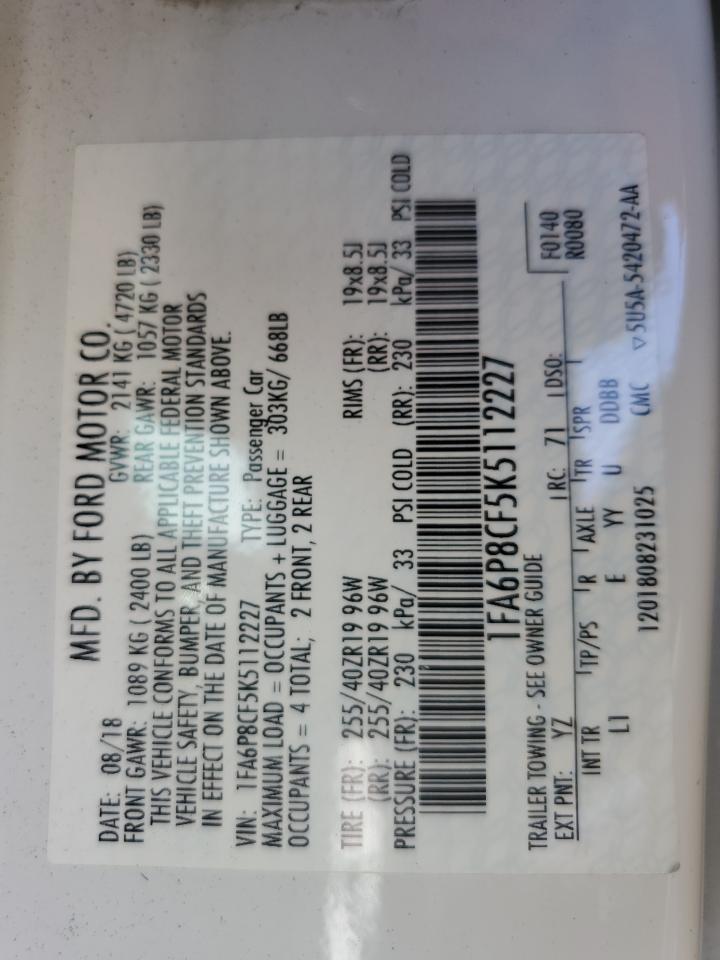 MFD. BY FORD MOTOR CO.
DATE: 08/18 GVWR: 2141 KG ( 4720 LB)
FRONT GAWR: 1089 KG ( 2400 LB) REAR GAWR: 1057 KG ( 2330 LB)
THIS VEHICLE CONFORMS TO ALL APPLICABLE FEDERAL MOTOR
VEHICLE SAFETY, BUMPER, AND THEFT PREVENTION STANDARDS
IN EFFECT ON THE DATE OF MANUFACTURE SHOWN ABOVE.
VIN: 1FA6P8CF5K5112227 TYPE: Passenger Car
MAXIMUM LOAD = OCCUPANTS + LUGGAGE = 303KG/ 668LB
OCCUPANTS = 4 TOTAL; 2 FRONT, 2 REAR
TIRE (FR): 255/40ZR19 96W RIMS (FR): 19x8.5J
(RR): 255/40ZR19 96W (RR): 19x8.5J
PRESSURE (FR): 230 kPa/ 33 PSI COLD (RR): 230 kPa/ 33 PSI COLD
1FA6P8CF5K5112227
TRAILER TOWING - SEE OWNER GUIDE F0140
EXT PNT: YZ RC: 71 DSO: R0080
INT TR TP/PS R AXLE TR SPR
LI E YY U DDBB
1201808231025 CMC ▽5U5A-5420472-AA